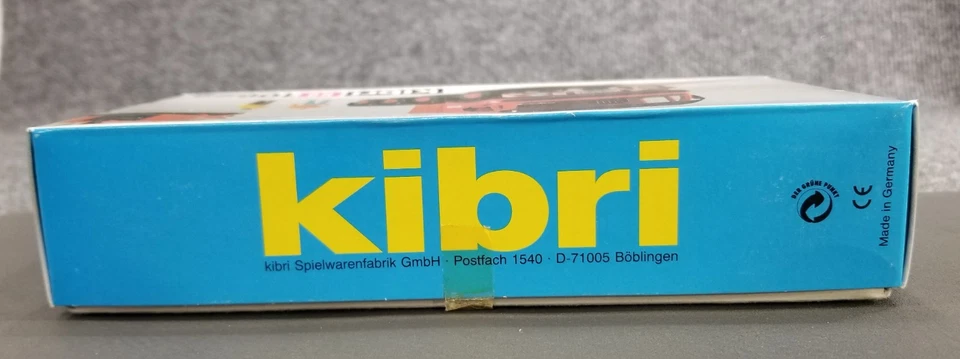 kibri
kibri Spielwarenfabrik GmbH · Postfach 1540 · D-71005 Böblingen
DER GRÜNE PUNKT
CE
Made in Germany